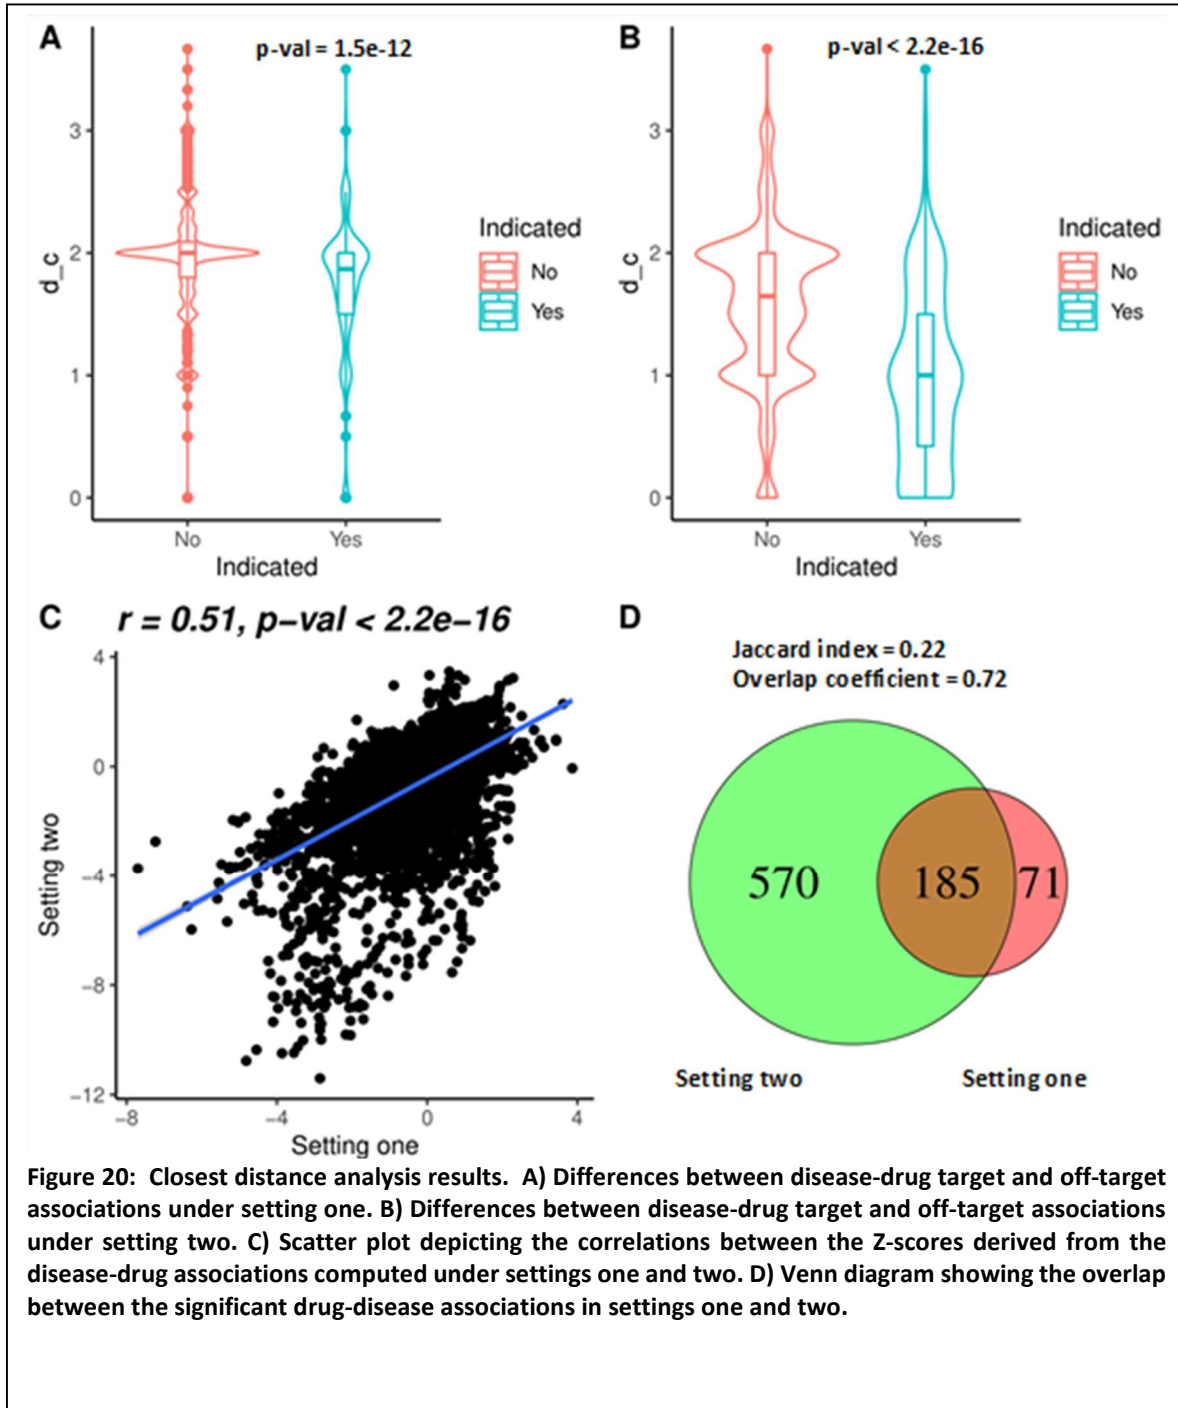 A
p-val = 1.5e-12
d_c
3
2
1
0
No
Yes
Indicated
Indicated
No
Yes
B
p-val < 2.2e-16
d_c
3
2
1
0
No
Yes
Indicated
Indicated
No
Yes
C
r = 0.51, p−val < 2.2e−16
Setting two
4
0
−4
−8
−12
−8
−4
0
4
Setting one
D
Jaccard index = 0.22
Overlap coefficient = 0.72
570
185
71
Setting two
Setting one
Figure 20: Closest distance analysis results. A) Differences between disease-drug target and off-target
associations under setting one. B) Differences between disease-drug target and off-target associations
under setting two. C) Scatter plot depicting the correlations between the Z-scores derived from the
disease-drug associations computed under settings one and two. D) Venn diagram showing the overlap
between the significant drug-disease associations in settings one and two.